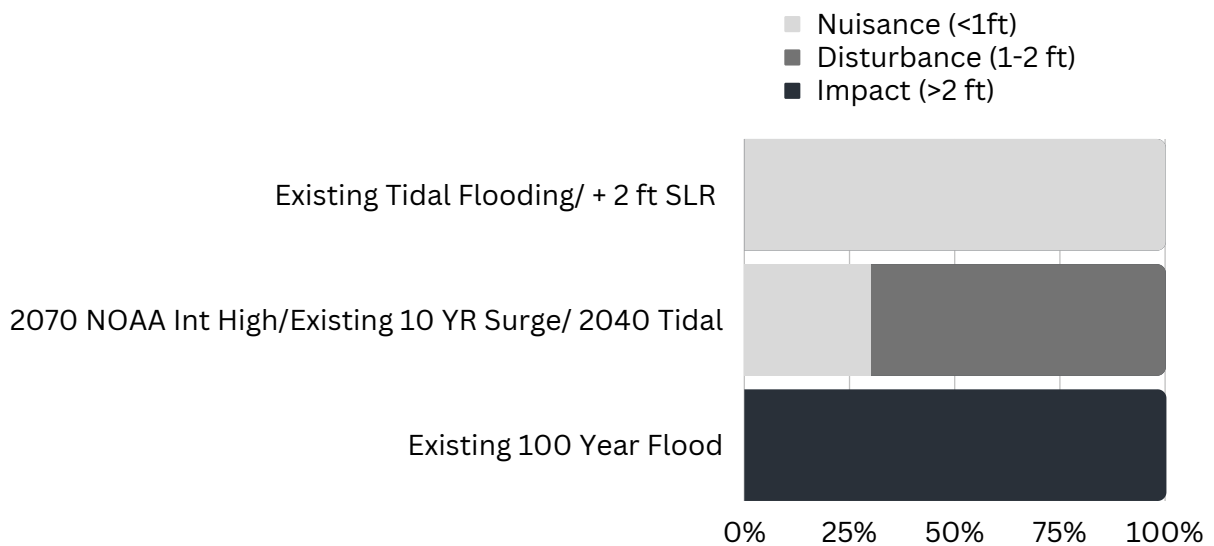 Nuisance (<1ft)
Disturbance (1-2 ft)
Impact (>2 ft)
Existing Tidal Flooding/ + 2 ft SLR
2070 NOAA Int High/Existing 10 YR Surge/ 2040 Tidal
Existing 100 Year Flood
0% 25% 50% 75% 100%